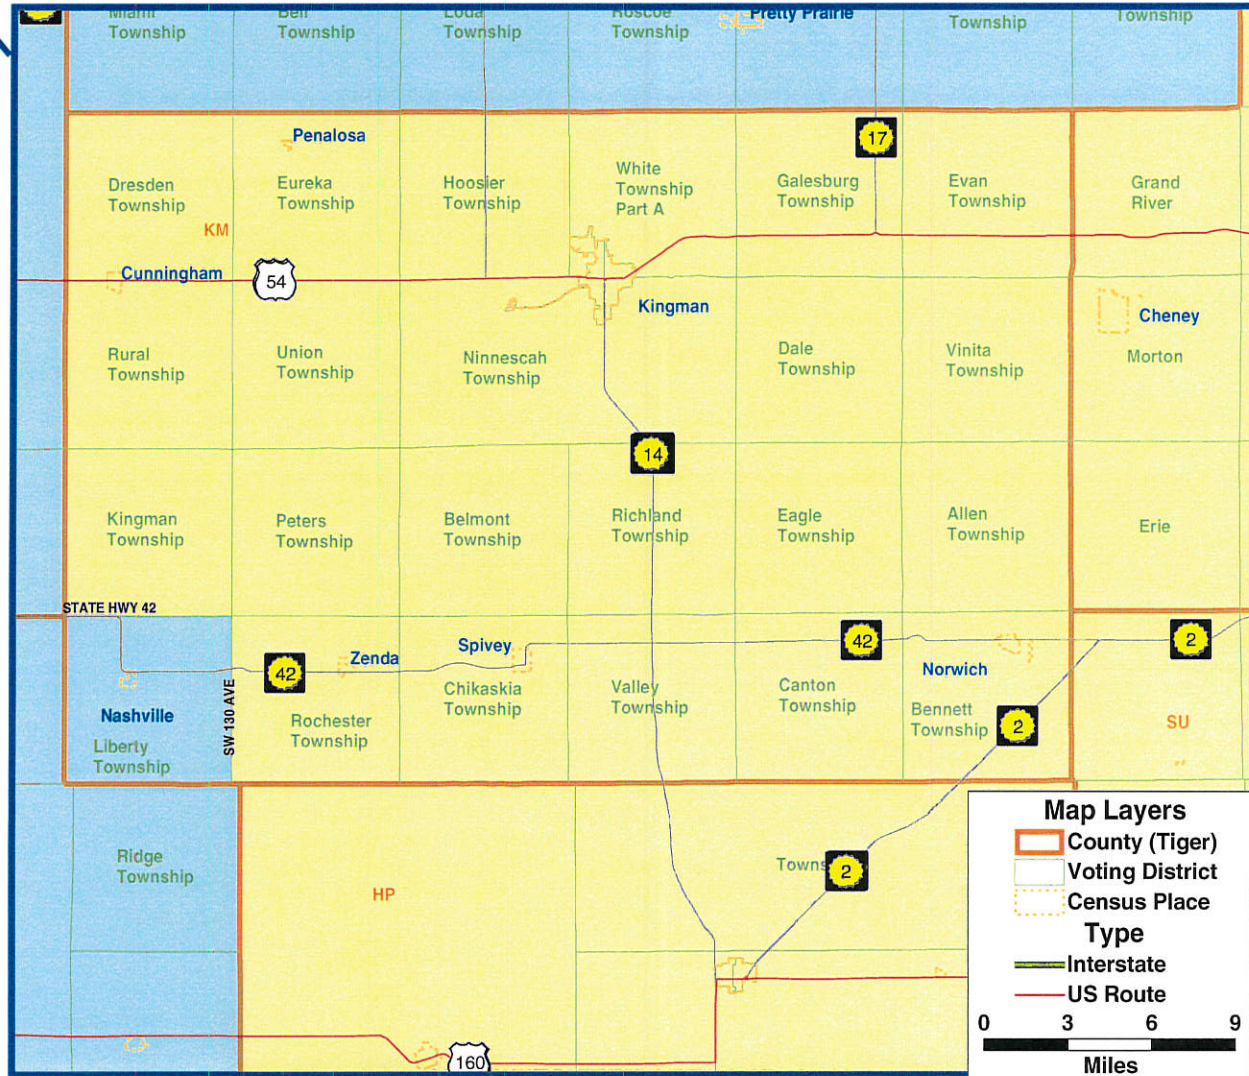 Miami
Township
Bell
Township
Loda
Township
Roscoe
Township
Pretty Prairie
Township
Township
Penalosa
17
Dresden
Township
Eureka
Township
Hoosier
Township
White
Township
Part A
Galesburg
Township
Evan
Township
Grand
River
KM
Cunningham
54
Kingman
Cheney
Rural
Township
Union
Township
Ninnescah
Township
Dale
Township
Vinita
Township
Morton
14
Kingman
Township
Peters
Township
Belmont
Township
Richland
Township
Eagle
Township
Allen
Township
Erie
STATE HWY 42
42
Zenda
Spivey
42
Norwich
2
Nashville
Liberty
Township
SW 130 AVE
Rochester
Township
Chikaskia
Township
Valley
Township
Canton
Township
Bennett
Township
2
SU
Ridge
Township
HP
Towns
2
160
Map Layers
County (Tiger)
Voting District
Census Place
Type
Interstate
US Route
0 3 6 9
Miles